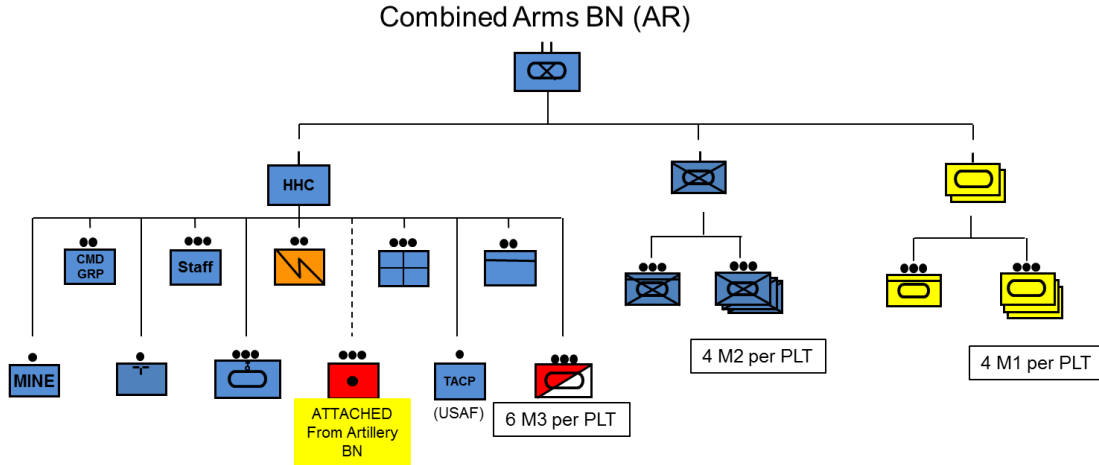 Combined Arms BN (AR)
HHC
CMD
GRP
Staff
MINE
TACP
(USAF)
ATTACHED
From Artillery
BN
6 M3 per PLT
4 M2 per PLT
4 M1 per PLT